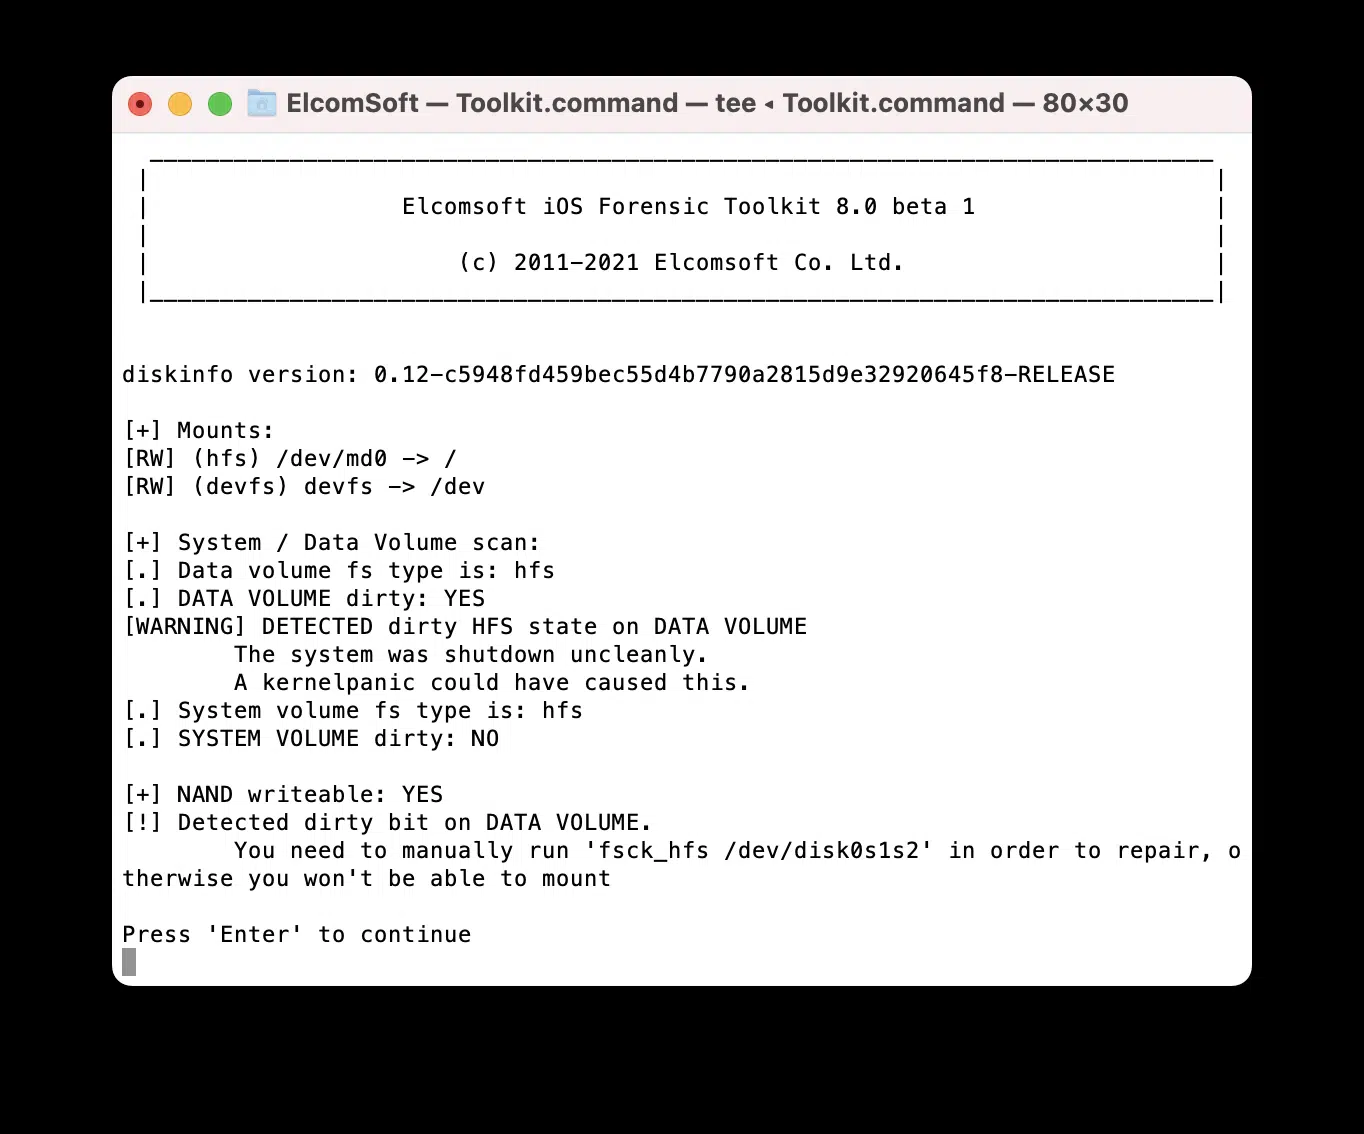 ElcomSoft — Toolkit.command — tee ◂ Toolkit.command — 80×30
Elcomsoft iOS Forensic Toolkit 8.0 beta 1
(c) 2011-2021 Elcomsoft Co. Ltd.
diskinfo version: 0.12-c5948fd459bec55d4b7790a2815d9e32920645f8-RELEASE
[+] Mounts:
[RW] (hfs) /dev/md0 -> /
[RW] (devfs) devfs -> /dev
[+] System / Data Volume scan:
[.] Data volume fs type is: hfs
[.] DATA VOLUME dirty: YES
[WARNING] DETECTED dirty HFS state on DATA VOLUME
The system was shutdown uncleanly.
A kernelpanic could have caused this.
[.] System volume fs type is: hfs
[.] SYSTEM VOLUME dirty: NO
[+] NAND writeable: YES
[!] Detected dirty bit on DATA VOLUME.
You need to manually run 'fsck_hfs /dev/disk0s1s2' in order to repair, o
therwise you won't be able to mount
Press 'Enter' to continue